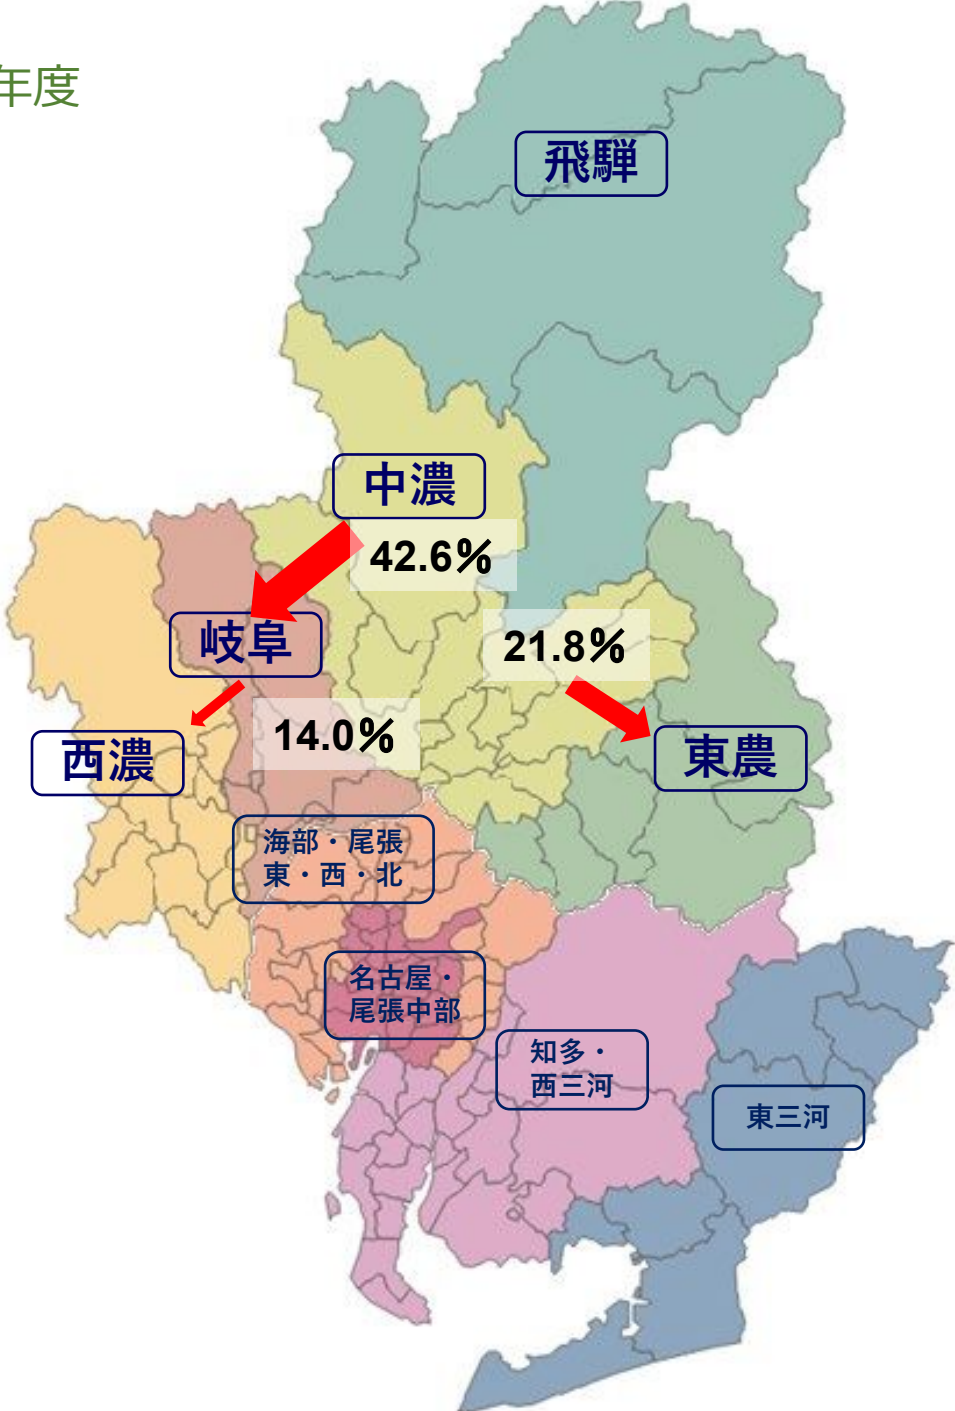 年度
飛騨
中濃
42.6%
岐阜
21.8%
14.0%
西濃
東農
海部・尾張
東・西・北
名古屋・
尾張中部
知多・
西三河
東三河